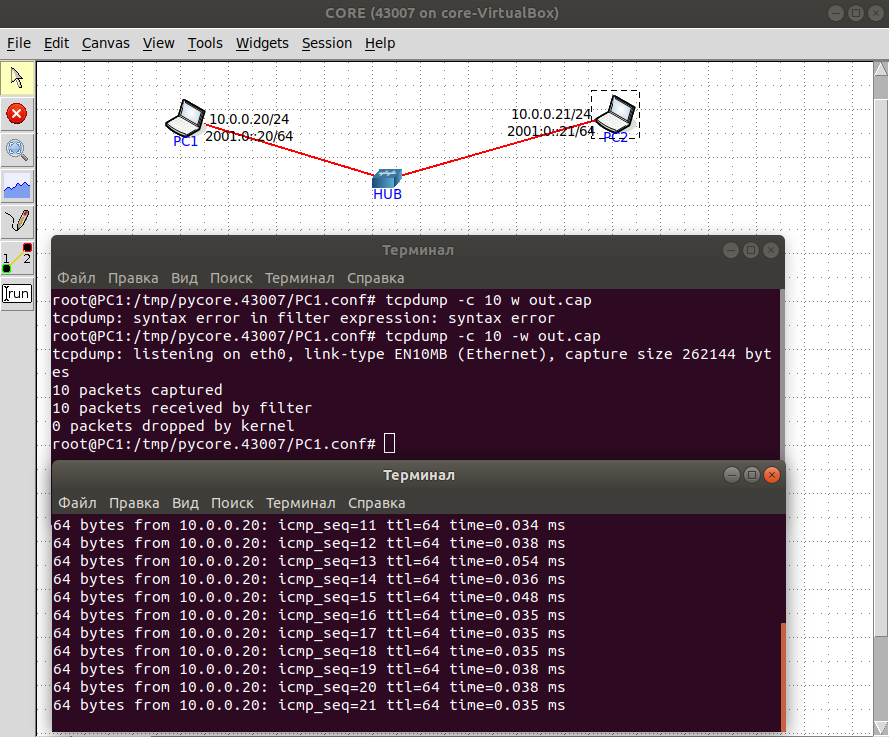 CORE (43007 on core-VirtualBox)
File Edit Canvas View Tools Widgets Session Help
10.0.0.20/24
2001:0::20/64
PC1
10.0.0.21/24
2001:0::21/64
PC2
HUB
1 2
run
Терминал
Файл Правка Вид Поиск Терминал Справка
root@PC1:/tmp/pycore.43007/PC1.conf# tcpdump -c 10 w out.cap
tcpdump: syntax error in filter expression: syntax error
root@PC1:/tmp/pycore.43007/PC1.conf# tcpdump -c 10 -w out.cap
tcpdump: listening on eth0, link-type EN10MB (Ethernet), capture size 262144 byt
es
10 packets captured
10 packets received by filter
0 packets dropped by kernel
root@PC1:/tmp/pycore.43007/PC1.conf#
Терминал
Файл Правка Вид Поиск Терминал Справка
64 bytes from 10.0.0.20: icmp_seq=11 ttl=64 time=0.034 ms
64 bytes from 10.0.0.20: icmp_seq=12 ttl=64 time=0.038 ms
64 bytes from 10.0.0.20: icmp_seq=13 ttl=64 time=0.054 ms
64 bytes from 10.0.0.20: icmp_seq=14 ttl=64 time=0.036 ms
64 bytes from 10.0.0.20: icmp_seq=15 ttl=64 time=0.048 ms
64 bytes from 10.0.0.20: icmp_seq=16 ttl=64 time=0.035 ms
64 bytes from 10.0.0.20: icmp_seq=17 ttl=64 time=0.035 ms
64 bytes from 10.0.0.20: icmp_seq=18 ttl=64 time=0.035 ms
64 bytes from 10.0.0.20: icmp_seq=19 ttl=64 time=0.038 ms
64 bytes from 10.0.0.20: icmp_seq=20 ttl=64 time=0.038 ms
64 bytes from 10.0.0.20: icmp_seq=21 ttl=64 time=0.035 ms